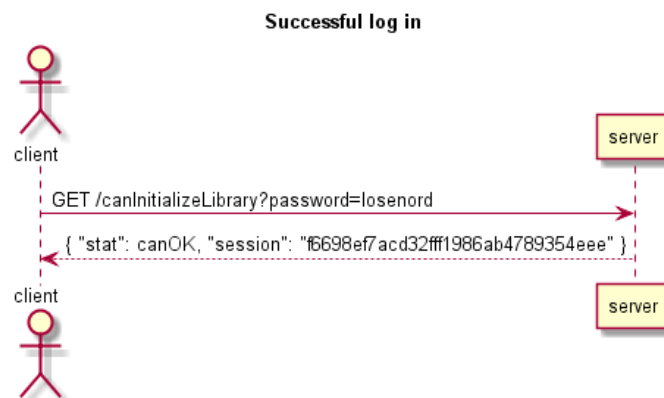 Successful log in
client
server
GET /canInitializeLibrary?password=losenord
{ "stat": canOK, "session": "f6698ef7acd32fff1986ab4789354eee" }
client
server